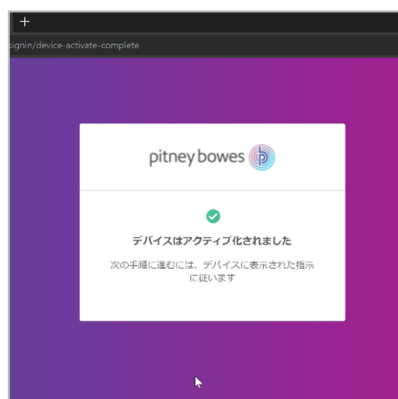 signin/device-activate-complete
pitney bowes
デバイスはアクティブ化されました
次の手順に進むには、デバイスに表示された指示
に従います